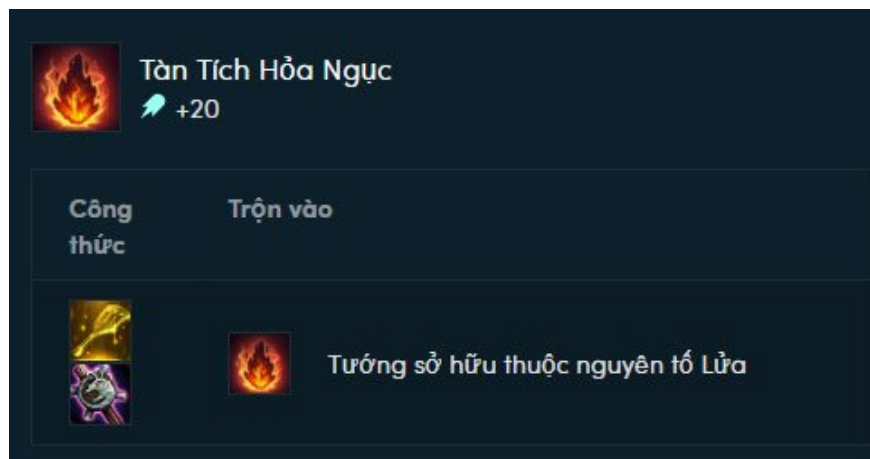 Tàn Tích Hỏa Ngục
+20
Công
thức
Trộn vào
Tướng sở hữu thuộc nguyên tố Lửa